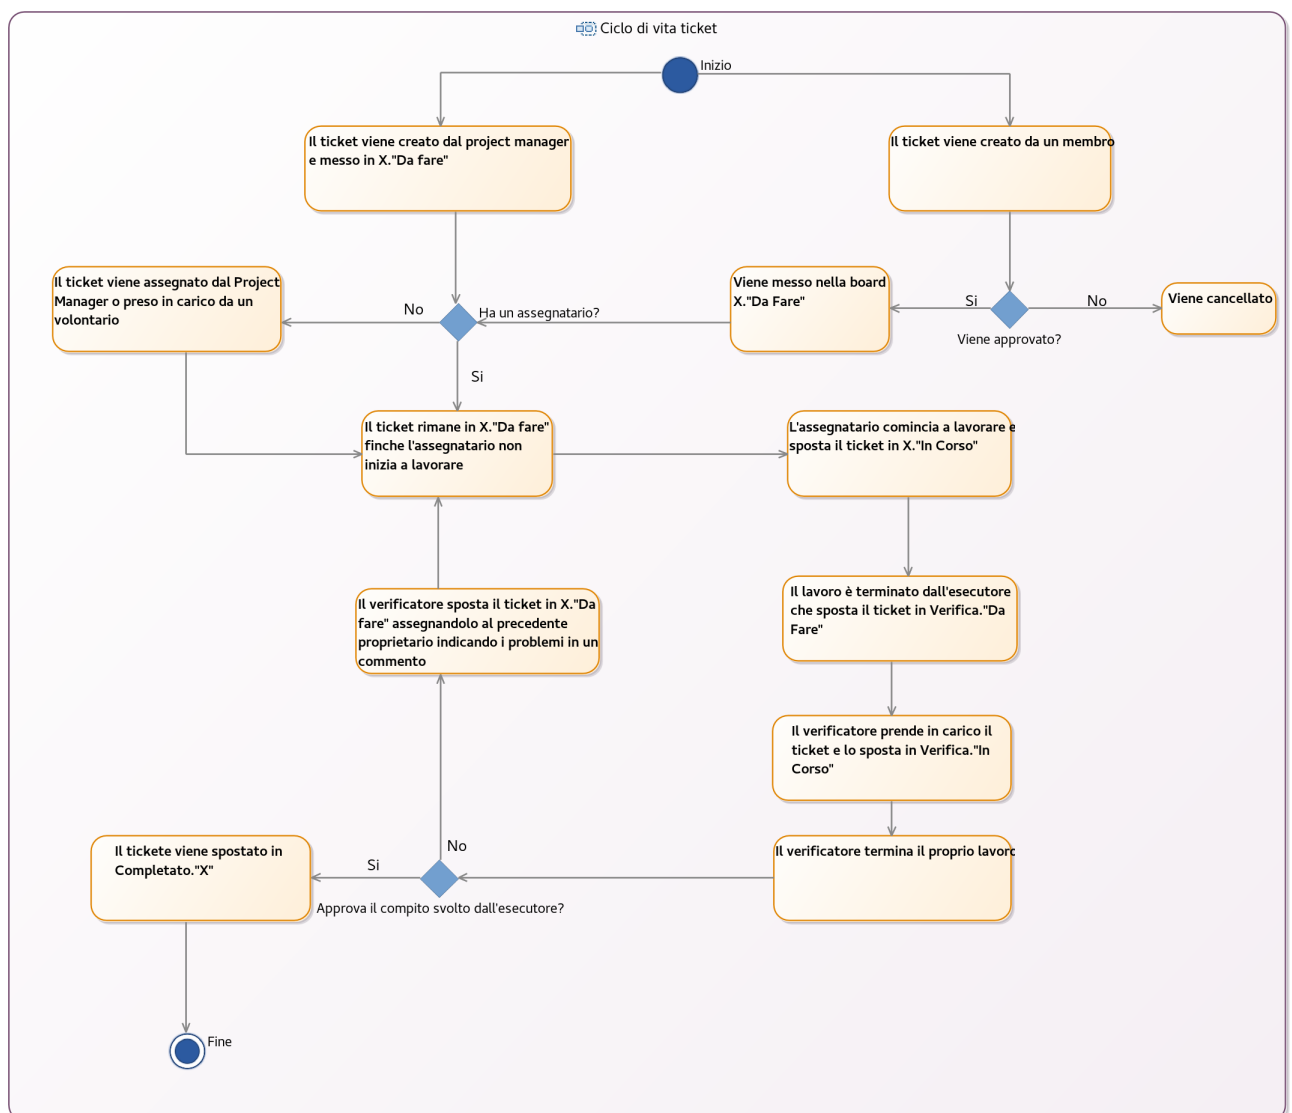 Ciclo di vita ticket
Inizio
Il ticket viene creato dal project manager
e messo in X."Da fare"
Il ticket viene creato da un membro
Il ticket viene assegnato dal Project
Manager o preso in carico da un
volontario
No
Ha un assegnatario?
Viene messo nella board
X."Da Fare"
Si
No
Viene approvato?
Viene cancellato
Si
Il ticket rimane in X."Da fare"
finche l'assegnatario non
inizia a lavorare
L'assegnatario comincia a lavorare e
sposta il ticket in X."In Corso"
Il lavoro è terminato dall'esecutore
che sposta il ticket in Verifica."Da
Fare"
Il verificatore sposta il ticket in X."Da
fare" assegnandolo al precedente
proprietario indicando i problemi in un
commento
Il verificatore prende in carico il
ticket e lo sposta in Verifica."In
Corso"
Il verificatore termina il proprio lavoro
No
Si
Approva il compito svolto dall'esecutore?
Il tickete viene spostato in
Completato."X"
Fine